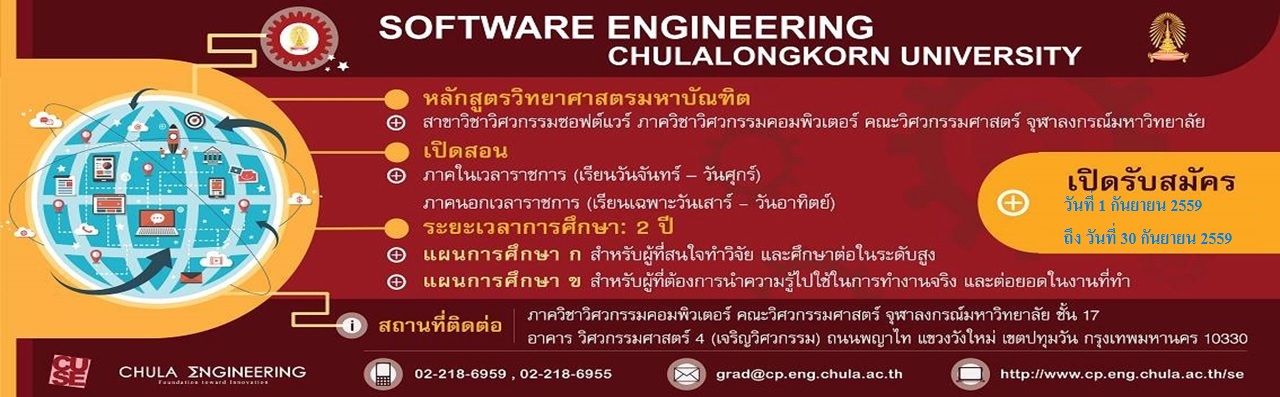 SOFTWARE ENGINEERING
CHULALONGKORN UNIVERSITY
หลักสูตรวิทยาศาสตรมหาบัณฑิต
สาขาวิชาวิศวกรรมซอฟต์แวร์ ภาควิชาวิศวกรรมคอมพิวเตอร์ คณะวิศวกรรมศาสตร์ จุฬาลงกรณ์มหาวิทยาลัย
เปิดสอน
ภาคในเวลาราชการ (เรียนวันจันทร์ – วันศุกร์)
ภาคนอกเวลาราชการ (เรียนเฉพาะวันเสาร์ – วันอาทิตย์)
ระยะเวลาการศึกษา: 2 ปี
แผนการศึกษา ก สำหรับผู้ที่สนใจทำวิจัย และศึกษาต่อในระดับสูง
แผนการศึกษา ข สำหรับผู้ที่ต้องการนำความรู้ไปใช้ในการทำงานจริง และต่อยอดในงานที่ทำ
เปิดรับสมัคร
วันที่ 1 กันยายน 2559
ถึง วันที่ 30 กันยายน 2559
สถานที่ติดต่อ
ภาควิชาวิศวกรรมคอมพิวเตอร์ คณะวิศวกรรมศาสตร์ จุฬาลงกรณ์มหาวิทยาลัย ชั้น 17
อาคาร วิศวกรรมศาสตร์ 4 (เจริญวิศวกรรม) ถนนพญาไท แขวงวังใหม่ เขตปทุมวัน กรุงเทพมหานคร 10330
CU
SE
CHULA ΣNGINEERING
Foundation toward Innovation
02-218-6959 , 02-218-6955
grad@cp.eng.chula.ac.th
http://www.cp.eng.chula.ac.th/se